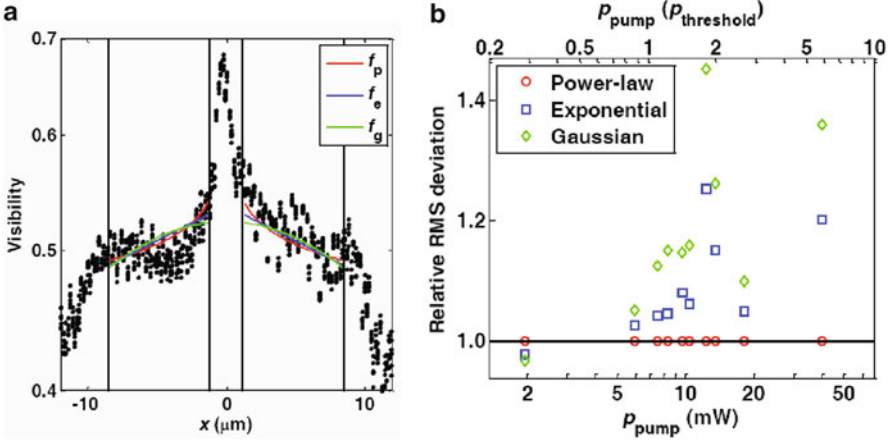 a
0.7
0.6
0.5
0.4
Visibility
-10
0
10
x (μm)
f_p
f_e
f_g
b
p_pump (p_threshold)
0.2
0.5
1
2
5
10
Power-law
Exponential
Gaussian
1.4
1.2
1.0
Relative RMS deviation
2
5
10
20
50
p_pump (mW)